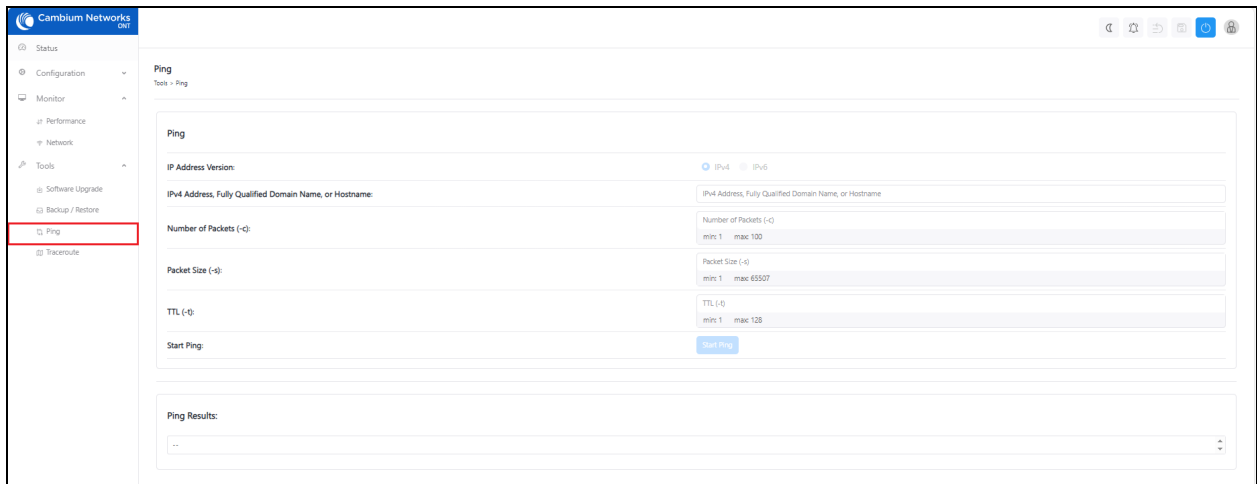 Cambium Networks
ONT
Status
Configuration
Monitor
Performance
Network
Tools
Software Upgrade
Backup / Restore
Ping
Traceroute
Ping
Tools > Ping
Ping
IP Address Version:
IPv4 IPv6
IPv4 Address, Fully Qualified Domain Name, or Hostname:
IPv4 Address, Fully Qualified Domain Name, or Hostname
Number of Packets (-c):
Number of Packets (-c)
min: 1 max: 100
Packet Size (-s):
Packet Size (-s)
min: 1 max: 65507
TTL (-t):
TTL (-t)
min: 1 max: 128
Start Ping:
Start Ping
Ping Results:
--